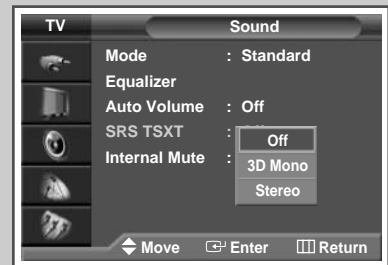 TV
Sound
Mode : Standard
Equalizer
Auto Volume : Off
SRS TSXT :
Internal Mute :
Off
3D Mono
Stereo
Move Enter Return